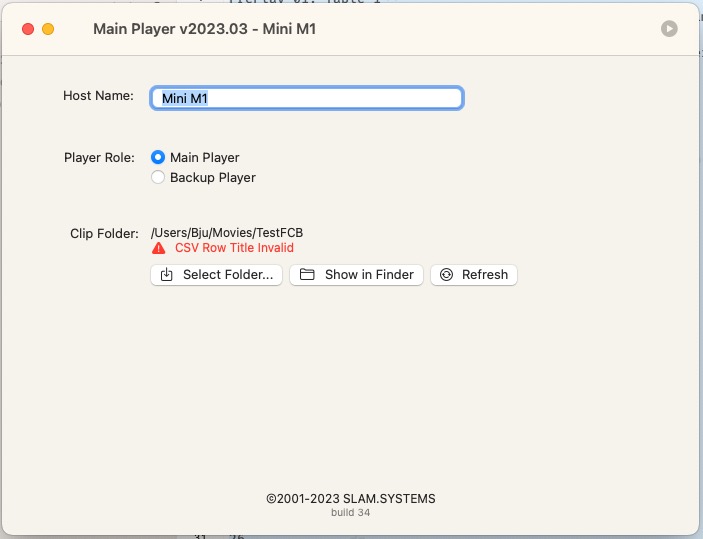 Main Player v2023.03 - Mini M1
Host Name: Mini M1
Player Role: Main Player
Backup Player
Clip Folder: /Users/Bju/Movies/TestFCB
CSV Row Title Invalid
Select Folder... Show in Finder Refresh
©2001-2023 SLAM.SYSTEMS
build 34